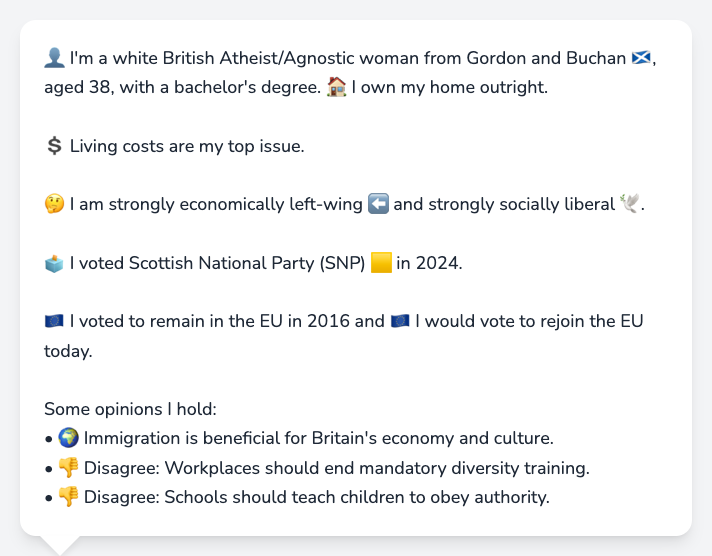 👤 I'm a white British Atheist/Agnostic woman from Gordon and Buchan 🏴󠁧󠁢󠁳󠁣󠁴󠁿,
aged 38, with a bachelor's degree. 🏠 I own my home outright.
💲 Living costs are my top issue.
🤔 I am strongly economically left-wing ⬅️ and strongly socially liberal 🕊️.
🗳️ I voted Scottish National Party (SNP) 🟨 in 2024.
🇪🇺 I voted to remain in the EU in 2016 and 🇪🇺 I would vote to rejoin the EU
today.
Some opinions I hold:
• 🌍 Immigration is beneficial for Britain's economy and culture.
• 👎 Disagree: Workplaces should end mandatory diversity training.
• 👎 Disagree: Schools should teach children to obey authority.